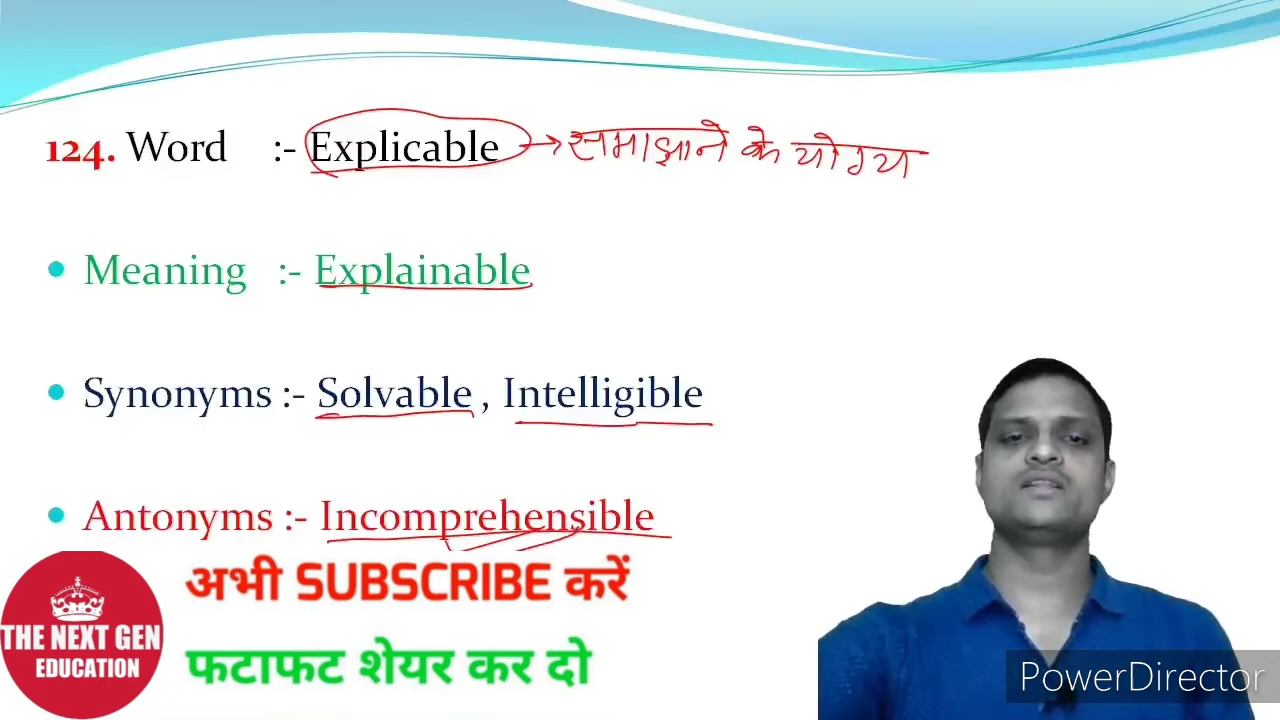 124. Word :- Explicable → समाझाने के योग्य
• Meaning :- Explainable
• Synonyms :- Solvable , Intelligible
• Antonyms :- Incomprehensible
अभी SUBSCRIBE करें
फटाफट शेयर कर दो
THE NEXT GEN
EDUCATION
PowerDirector